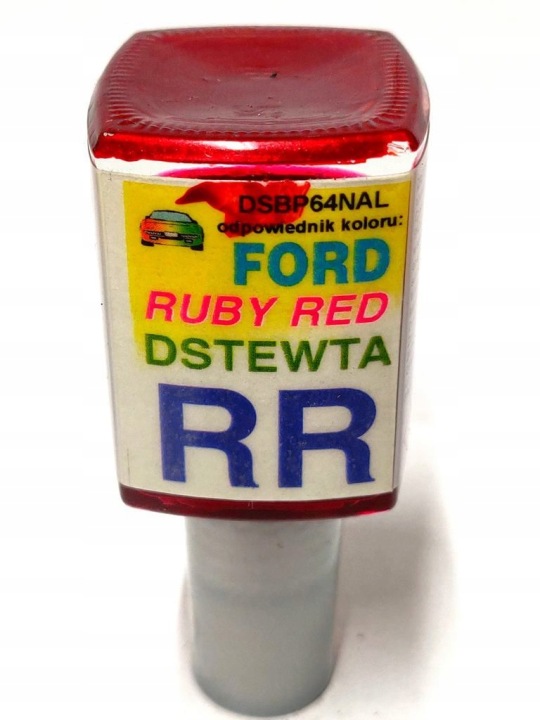 DSBP64NAL
odpowiednik koloru:
FORD
RUBY RED
DSTEWTA
RR